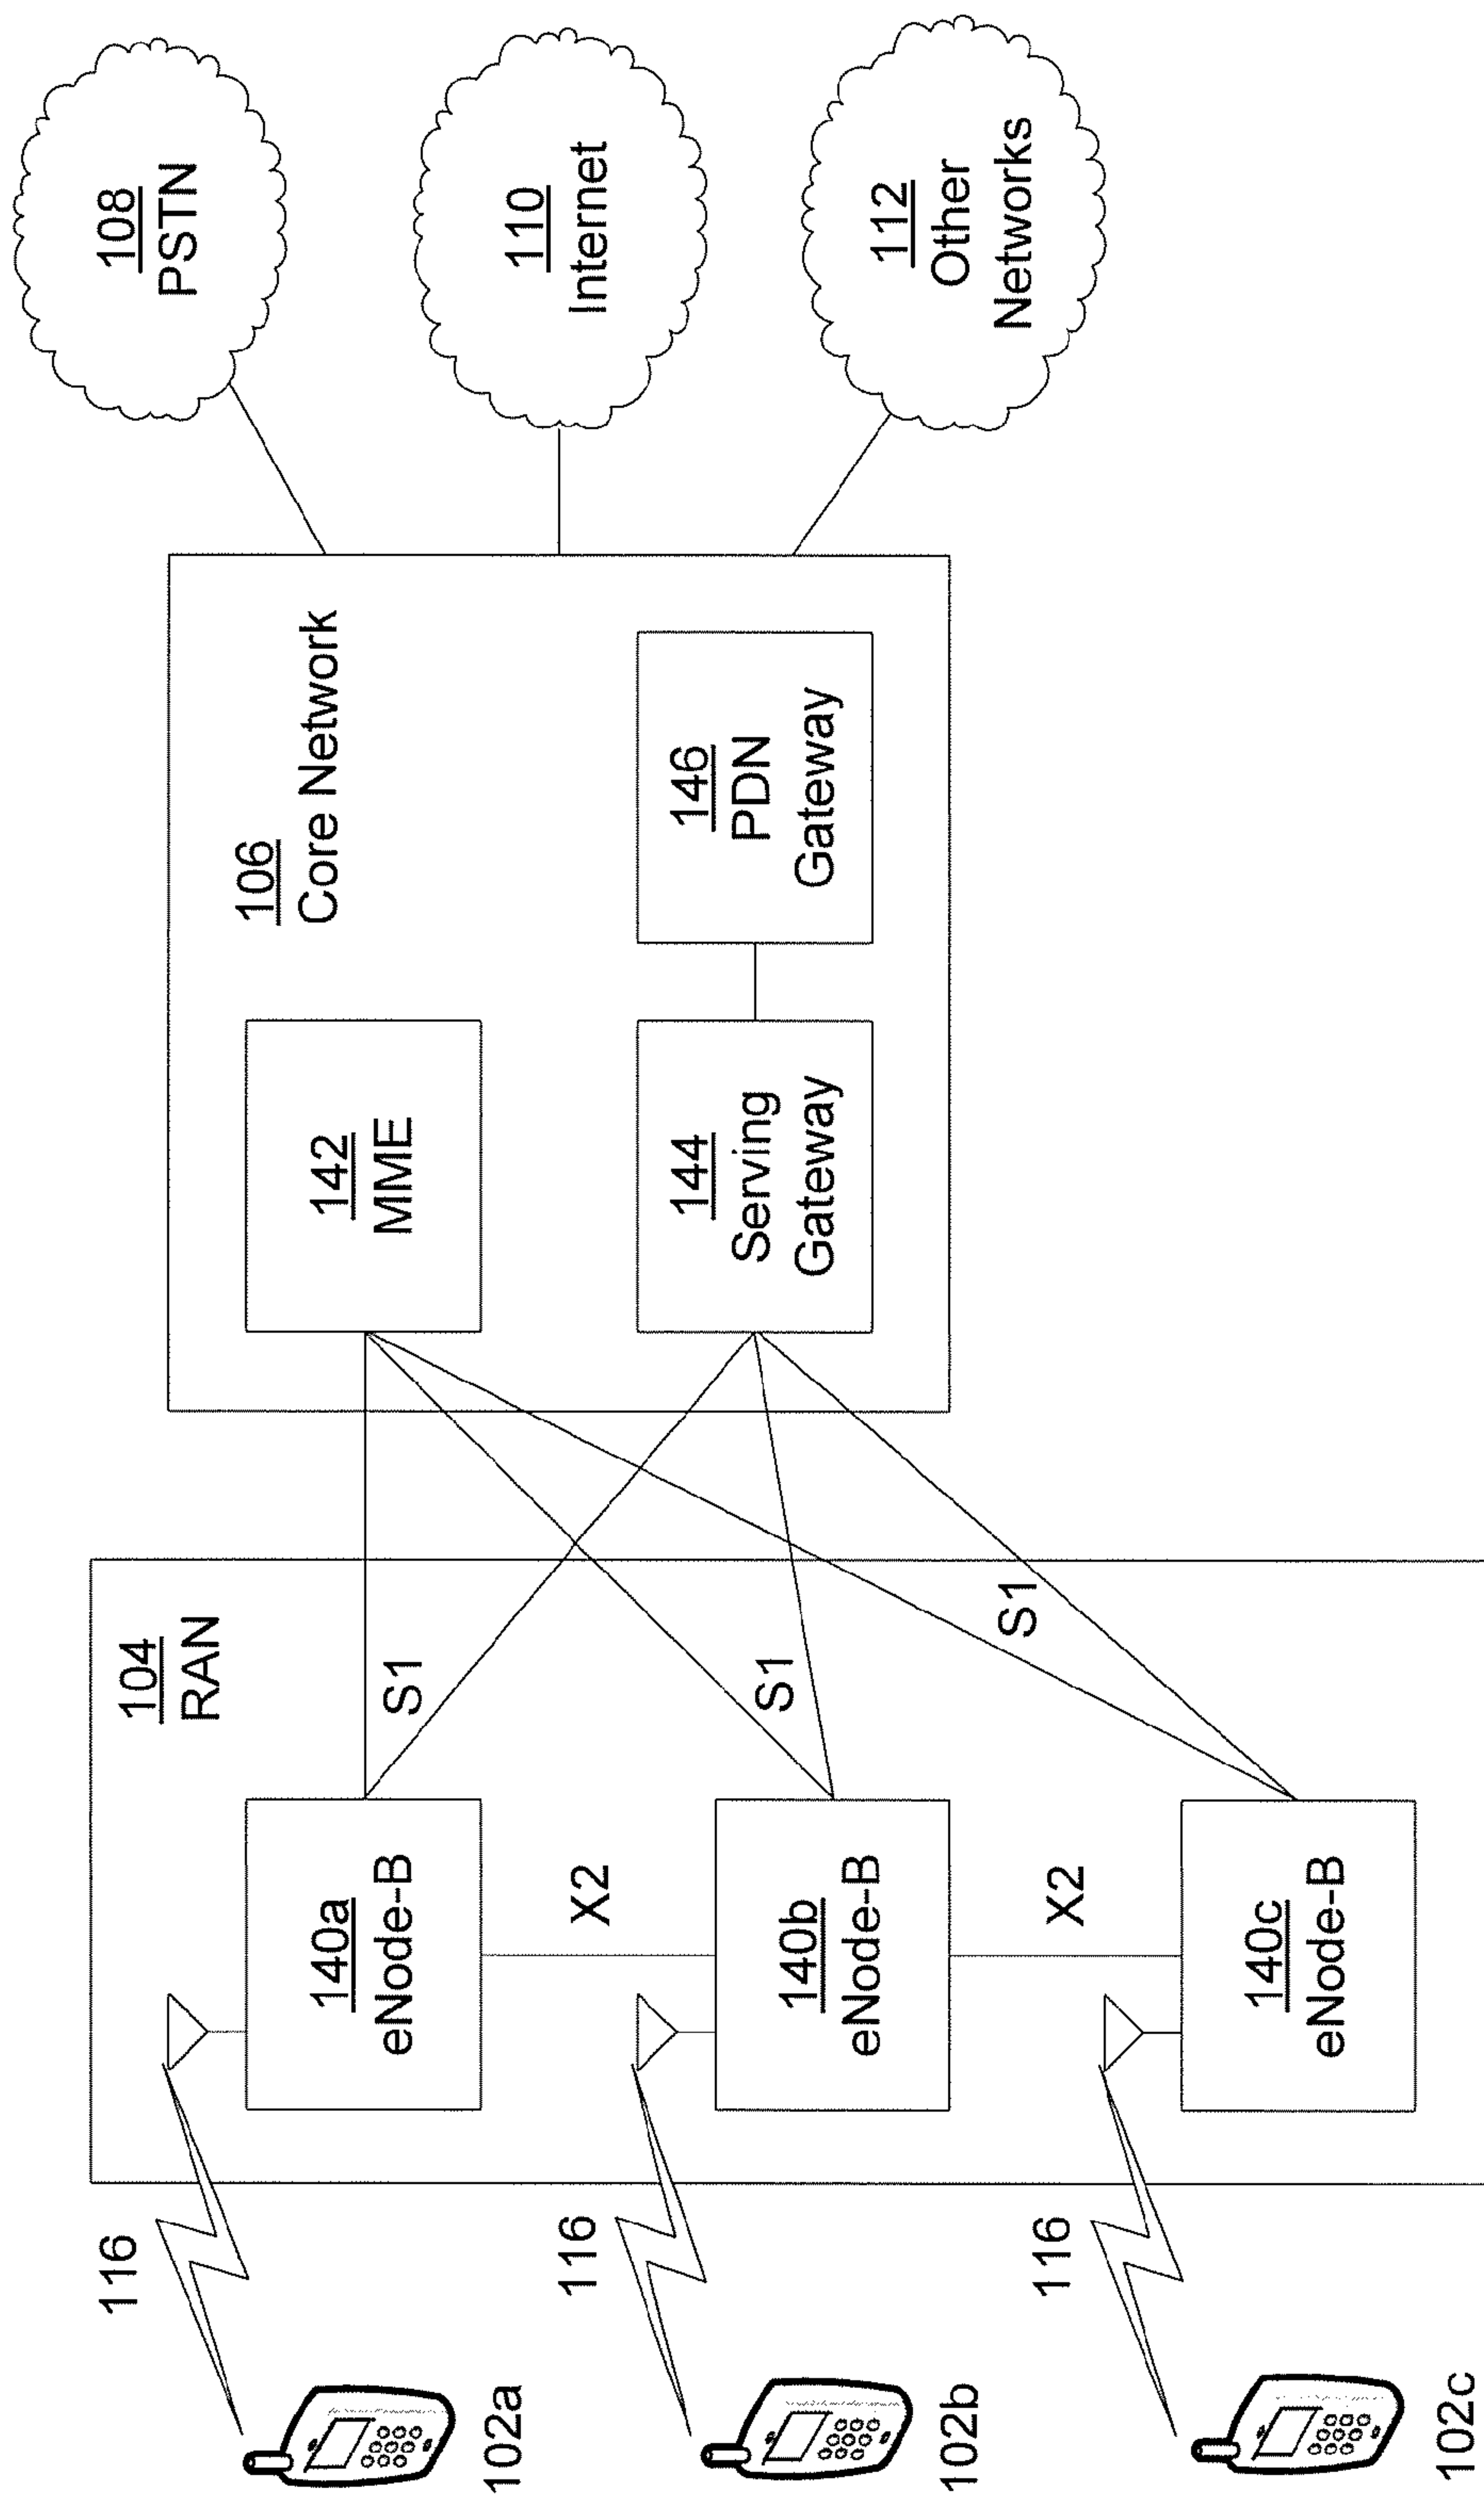 116
116
116
102a
102b
102c
104
RAN
140a
eNode-B
X2
140b
eNode-B
X2
140c
eNode-B
S1
S1
S1
106
Core Network
142
MME
144
Serving
Gateway
146
PDN
Gateway
108
PSTN
110
Internet
112
Other
Networks